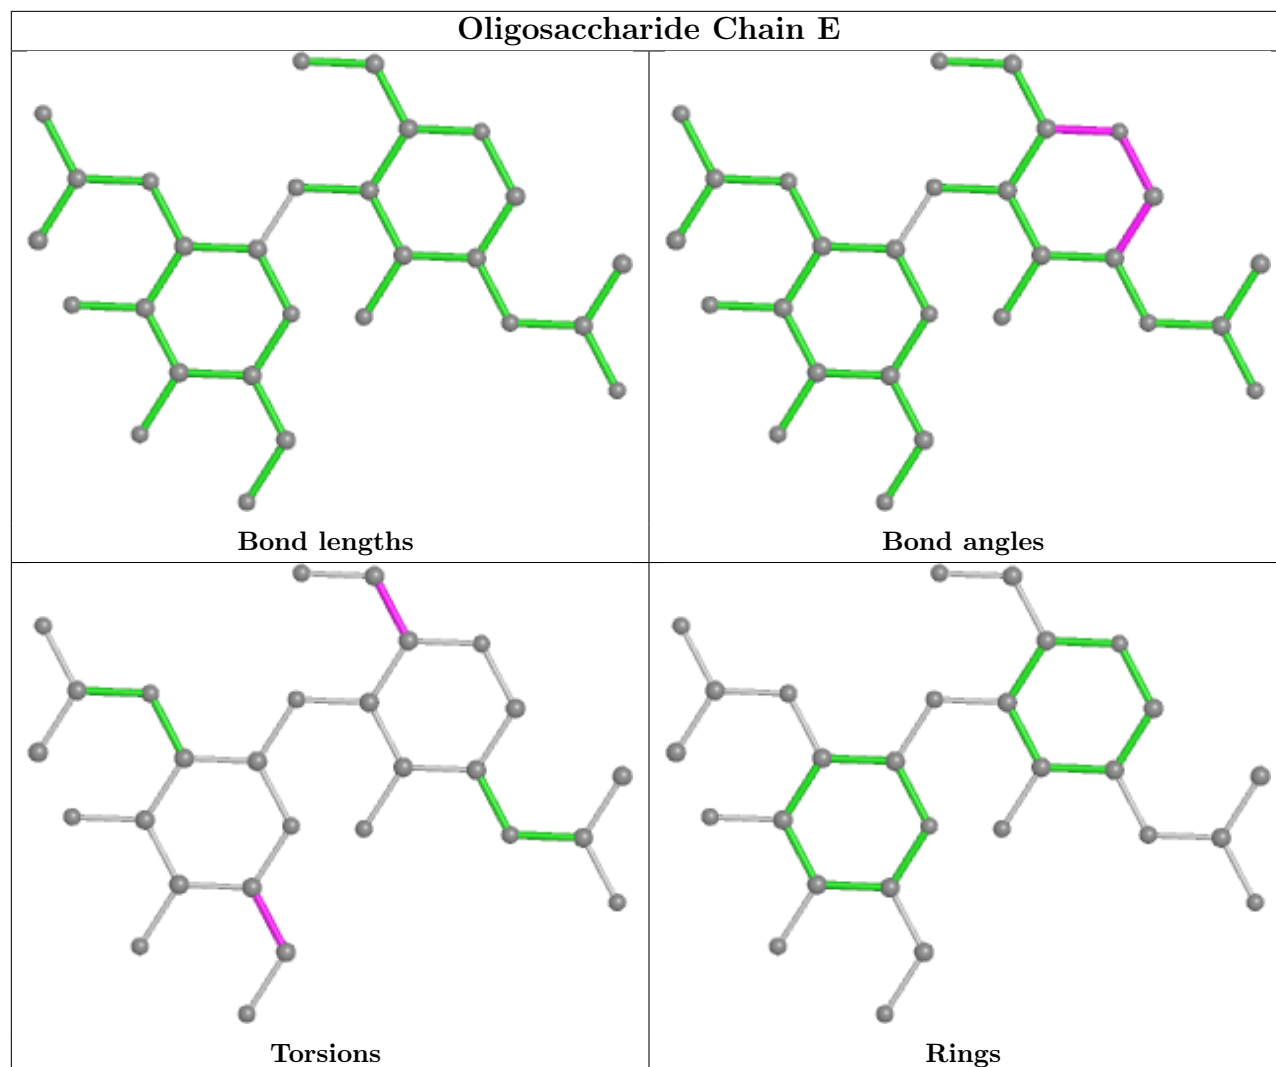 Oligosaccharide Chain E
Bond lengths
Bond angles
Torsions
Rings